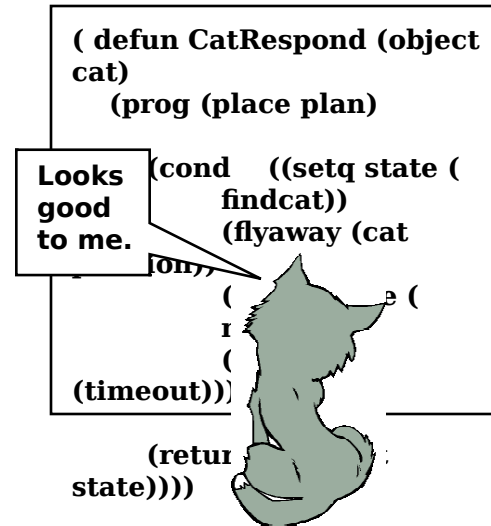 ( defun CatRespond (object
cat)
(prog (place plan)
(cond ((setq state (
findcat))
(flyaway (cat
(
(
(
(timeout)))
state))))
Looks
good
to me.